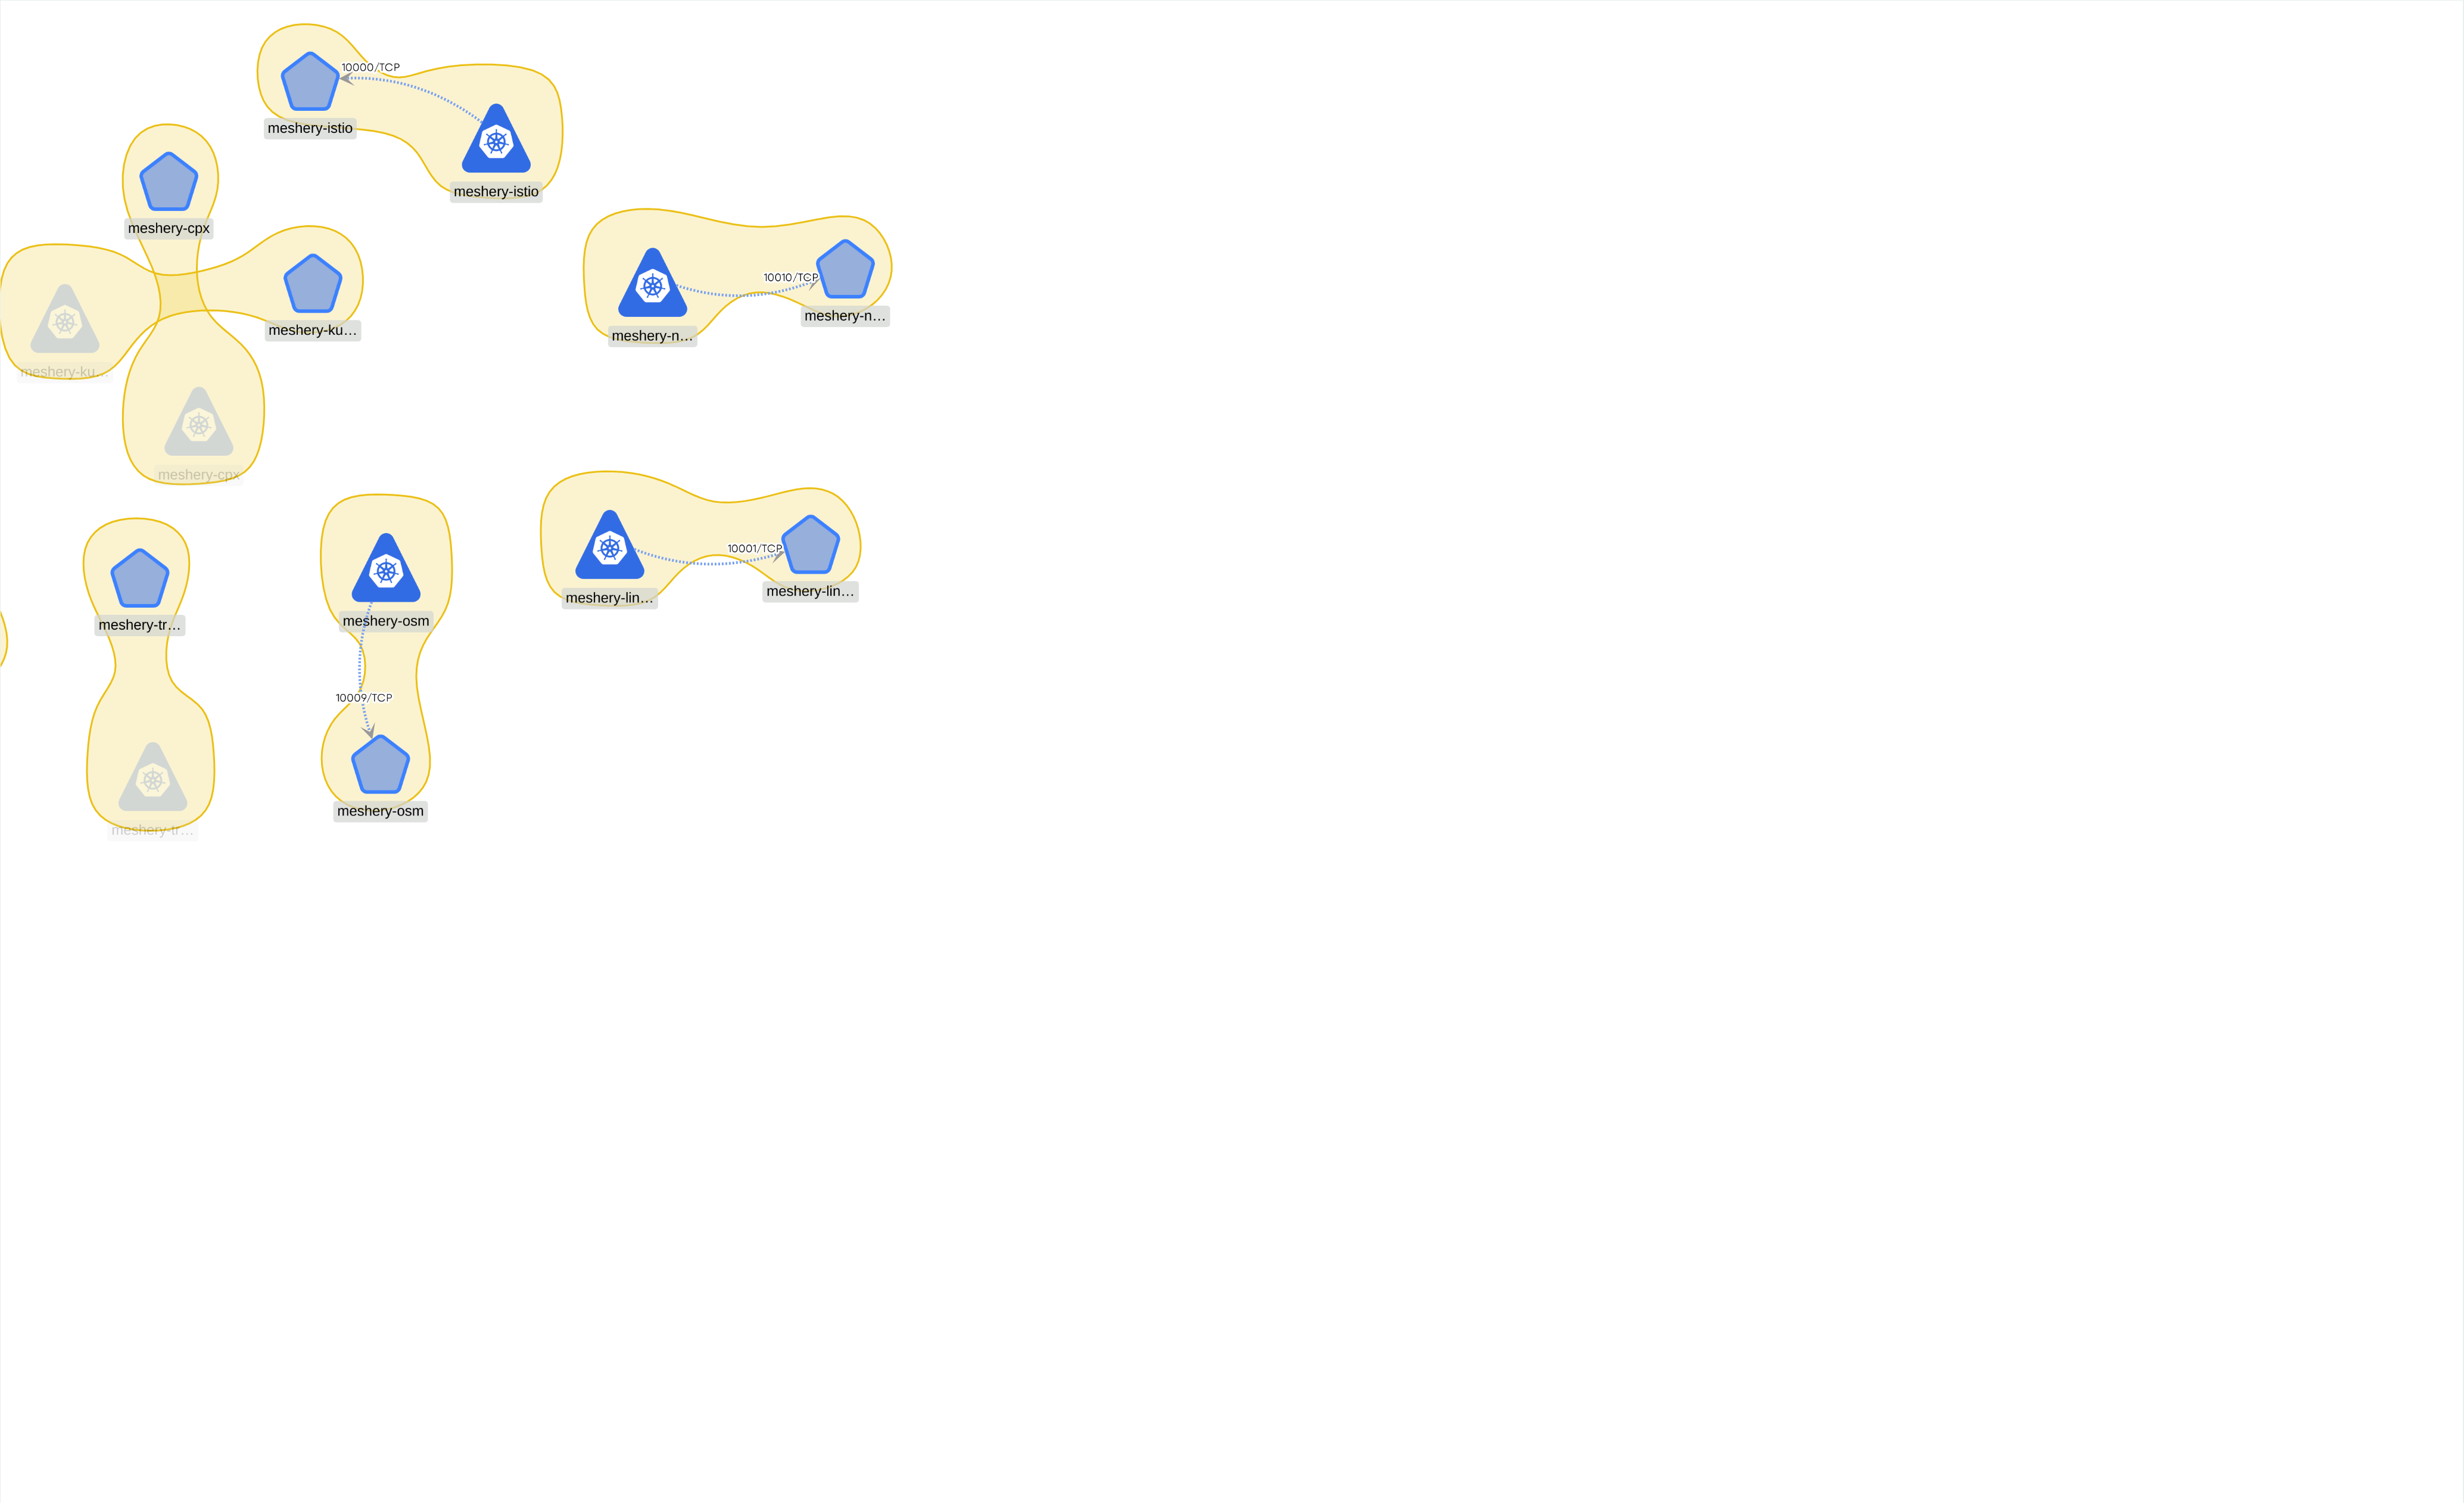 10000/TCP
meshery-istio
meshery-istio
meshery-cpx
meshery-ku…
meshery-ku…
meshery-cpx
10010/TCP
meshery-n…
meshery-n…
meshery-tr…
meshery-tr…
meshery-osm
10009/TCP
meshery-osm
10001/TCP
meshery-lin…
meshery-lin…